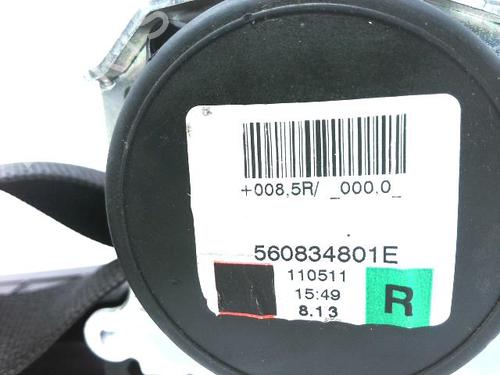 +008,5R/ _000,0_
560834801E
110511
15:49
8.13
R